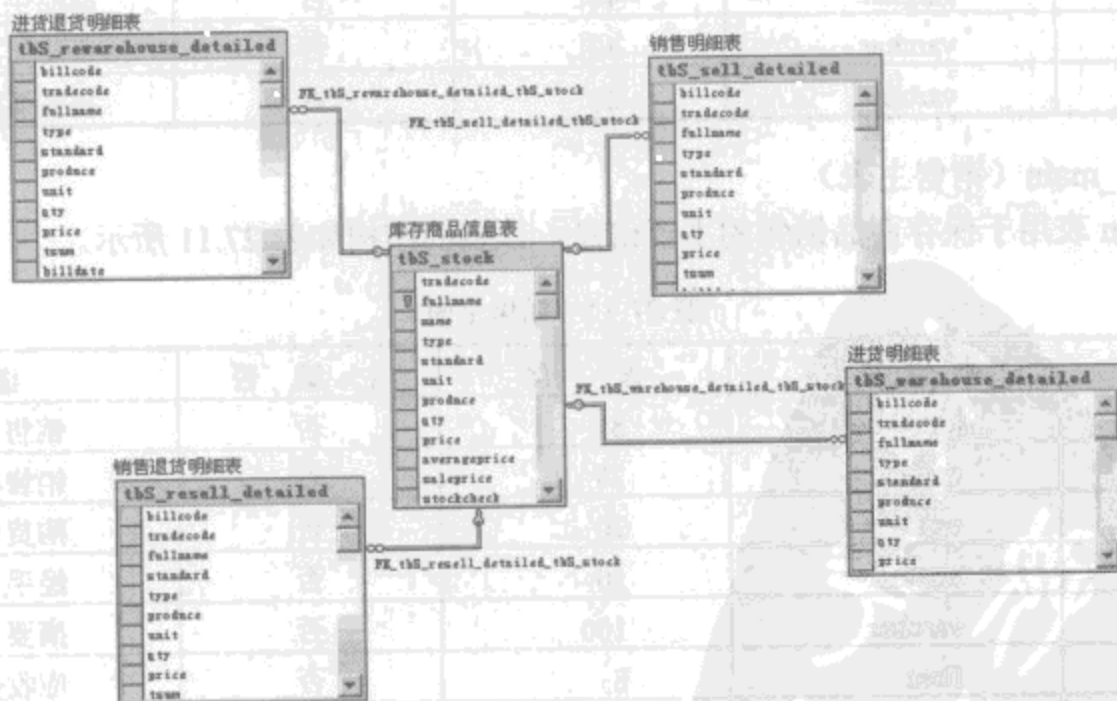 进货退货明细表
tbS_rewarehouse_detailed
billcode
tradecode
fullname
type
standard
produce
unit
qty
price
tsum
billdate
FK_tbS_rewarehouse_detailed_tbS_stock
销售明细表
tbS_sell_detailed
billcode
tradecode
fullname
type
standard
produce
unit
qty
price
tsum
FK_tbS_sell_detailed_tbS_stock
库存商品信息表
tbS_stock
tradecode
fullname
name
type
standard
unit
produce
qty
price
averageprice
saleprice
stockcheck
进货明细表
tbS_warehouse_detailed
billcode
tradecode
fullname
type
standard
produce
unit
qty
price
FK_tbS_warehouse_detailed_tbS_stock
销售退货明细表
tbS_resell_detailed
billcode
tradecode
fullname
standard
type
produce
unit
qty
price
tsum
FK_tbS_resell_detailed_tbS_stock